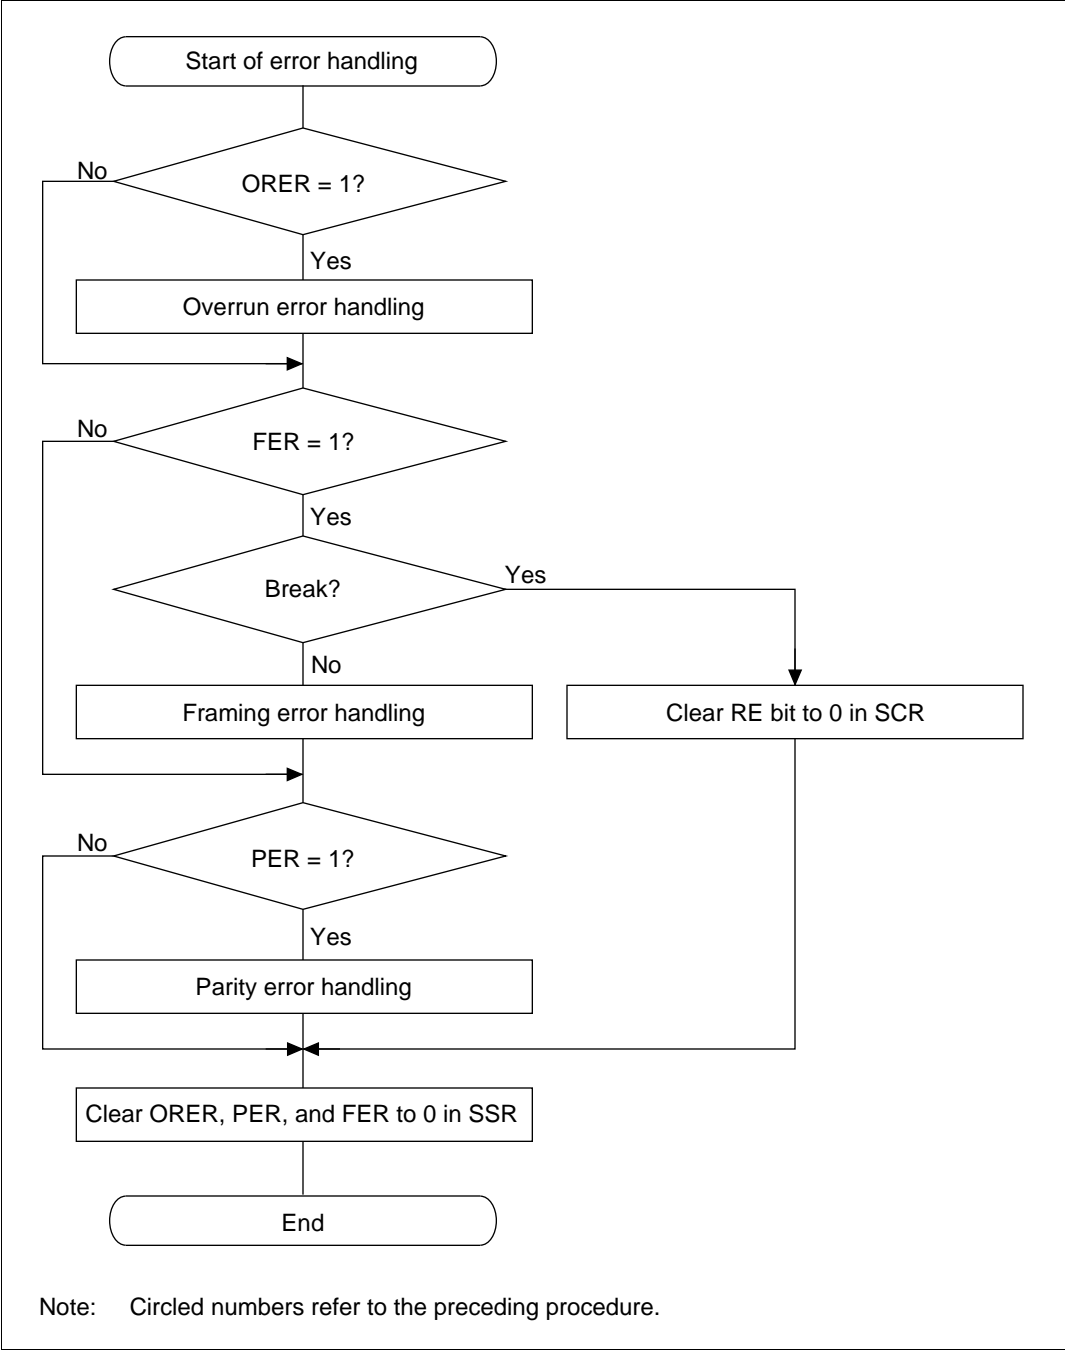 Start of error handling
No
ORER = 1?
Yes
Overrun error handling
No
FER = 1?
Yes
Break?
Yes
No
Framing error handling
Clear RE bit to 0 in SCR
No
PER = 1?
Yes
Parity error handling
Clear ORER, PER, and FER to 0 in SSR
End
Note: Circled numbers refer to the preceding procedure.